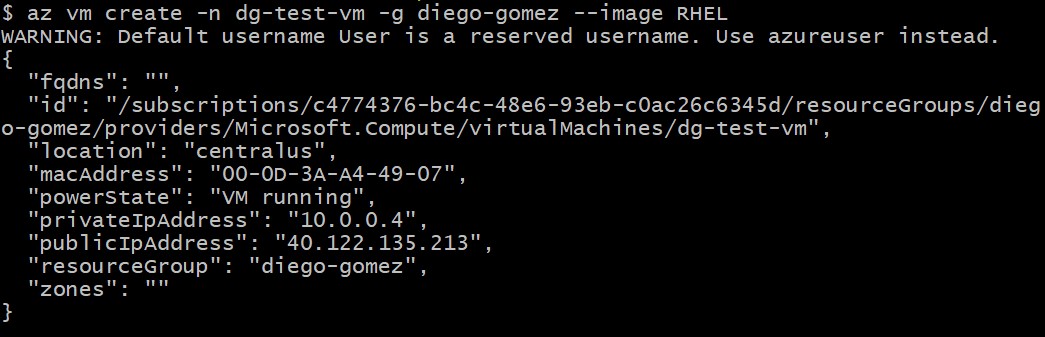 $ az vm create -n dg-test-vm -g diego-gomez --image RHEL
WARNING: Default username User is a reserved username. Use azureuser instead.
{
  "fqdns": "",
  "id": "/subscriptions/c4774376-bc4c-48e6-93eb-c0ac26c6345d/resourceGroups/dieg
o-gomez/providers/Microsoft.Compute/virtualMachines/dg-test-vm",
  "location": "centralus",
  "macAddress": "00-0D-3A-A4-49-07",
  "powerState": "VM running",
  "privateIpAddress": "10.0.0.4",
  "publicIpAddress": "40.122.135.213",
  "resourceGroup": "diego-gomez",
  "zones": ""
}